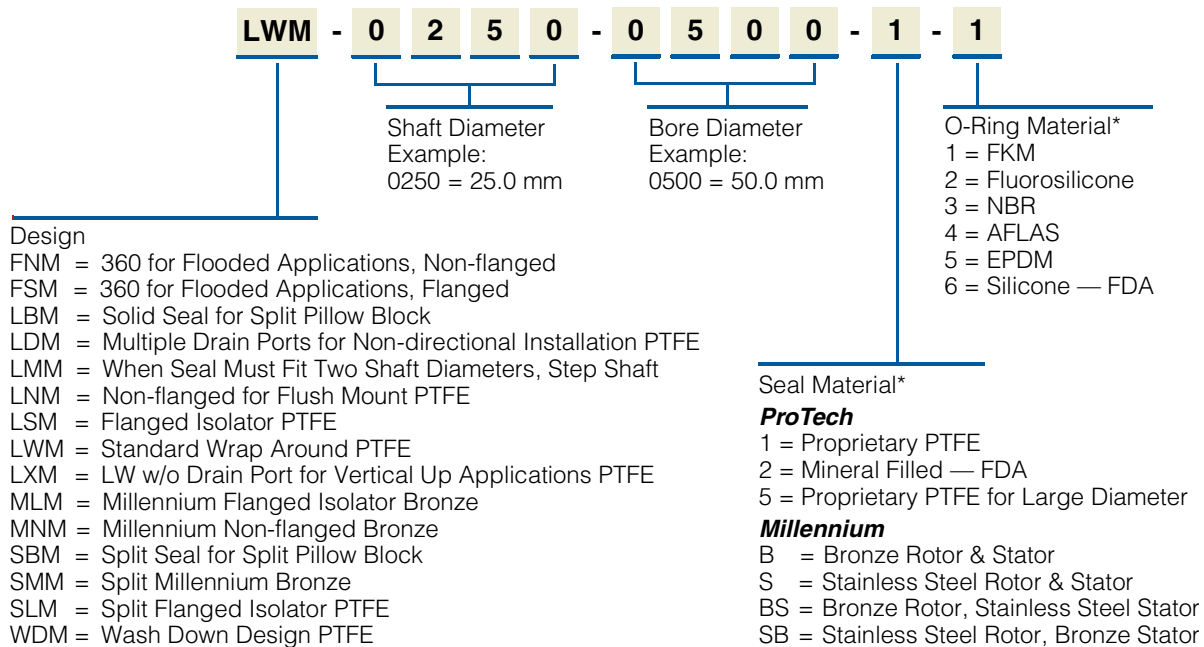 LWM - 0 2 5 0 - 0 5 0 0 - 1 - 1
Shaft Diameter
Example:
0250 = 25.0 mm
Bore Diameter
Example:
0500 = 50.0 mm
O-Ring Material*
1 = FKM
2 = Fluorosilicone
3 = NBR
4 = AFLAS
5 = EPDM
6 = Silicone — FDA
Design
FNM = 360 for Flooded Applications, Non-flanged
FSM = 360 for Flooded Applications, Flanged
LBM = Solid Seal for Split Pillow Block
LDM = Multiple Drain Ports for Non-directional Installation PTFE
LMM = When Seal Must Fit Two Shaft Diameters, Step Shaft
LNM = Non-flanged for Flush Mount PTFE
LSM = Flanged Isolator PTFE
LWM = Standard Wrap Around PTFE
LXM = LW w/o Drain Port for Vertical Up Applications PTFE
MLM = Millennium Flanged Isolator Bronze
MNM = Millennium Non-flanged Bronze
SBM = Split Seal for Split Pillow Block
SMM = Split Millennium Bronze
SLM = Split Flanged Isolator PTFE
WDM = Wash Down Design PTFE
Seal Material*
ProTech
1 = Proprietary PTFE
2 = Mineral Filled — FDA
5 = Proprietary PTFE for Large Diameter
Millennium
B = Bronze Rotor & Stator
S = Stainless Steel Rotor & Stator
BS = Bronze Rotor, Stainless Steel Stator
SB = Stainless Steel Rotor, Bronze Stator